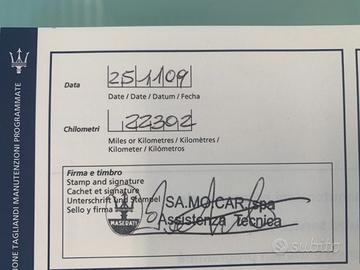 IONE TAGLIANDI MANUTENZIONI PROGRAMMATE
Data
25 11 09
Date / Date / Datum / Fecha
Chilometri
22302
Miles or Kilometres / Kilomètres /
Kilometer / Kilómetros
Firma e timbro
Stamp and signature
Cachet et signature
Unterschrift und Stempel
Sello y firma
SA.MO.CAR. spa
Assistenza Tecnica
MASERATI
subito